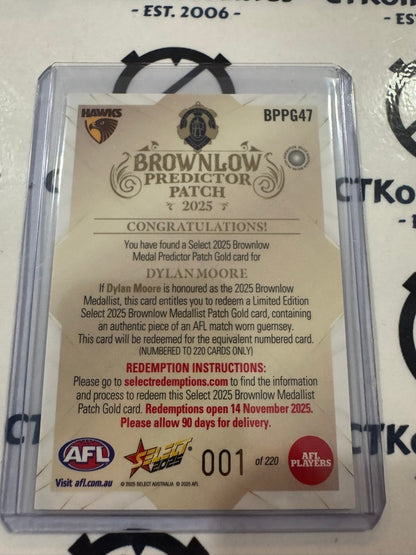 - EST. 2006 -
HAWKS
BPPG47
BROWNLOW
PREDICTOR
PATCH
2025
CONGRATULATIONS!
You have found a Select 2025 Brownlow
Medal Predictor Patch Gold card for
DYLAN MOORE
If Dylan Moore is honoured as the 2025 Brownlow
Medallist, this card entitles you to redeem a Limited Edition
Select 2025 Brownlow Medallist Patch Gold card, containing
an authentic piece of an AFL match worn guernsey.
This card will be redeemed for the equivalent numbered card.
(NUMBERED TO 220 CARDS ONLY)
REDEMPTION INSTRUCTIONS:
Please go to selectredemptions.com to find the information
and process to redeem this Select 2025 Brownlow Medallist
Patch Gold card. Redemptions open 14 November 2025.
Please allow 90 days for delivery.
AFL
SELECT
2025
001 of 220
AFL
PLAYERS
Visit afl.com.au
© 2025 SELECT AUSTRALIA © 2025 AFL